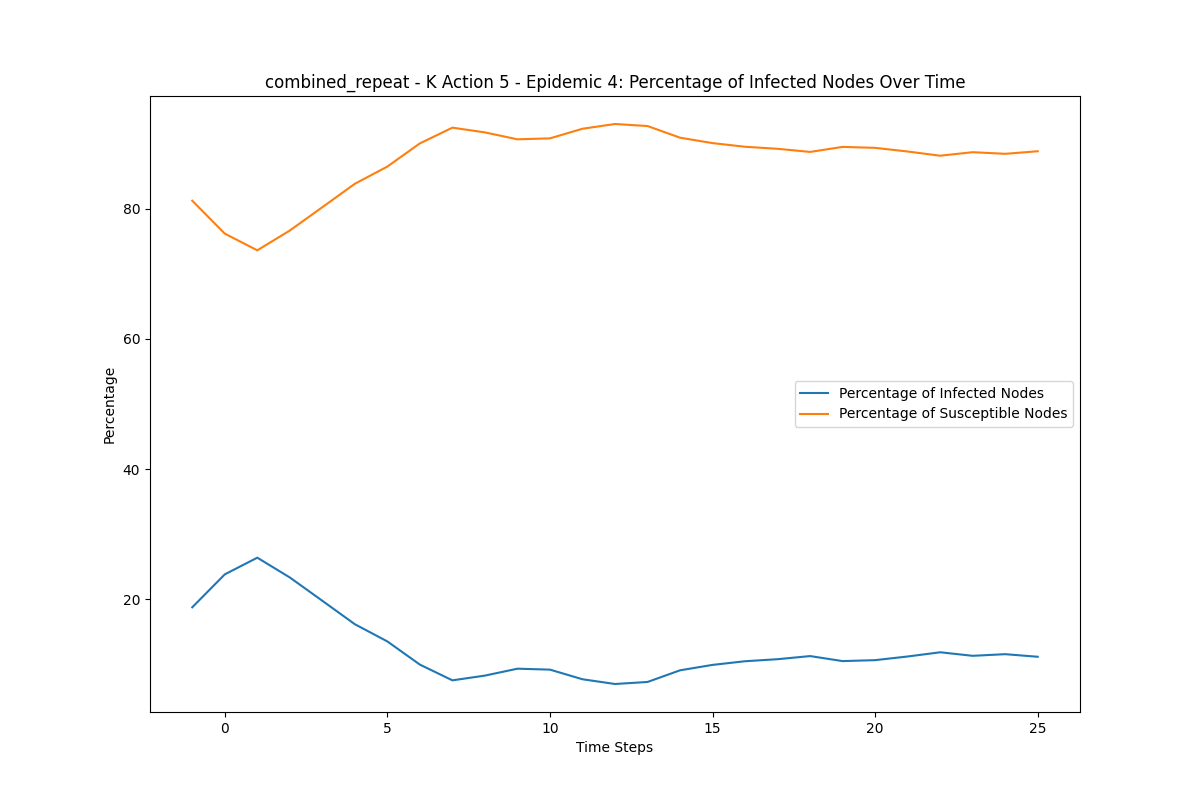 combined_repeat - K Action 5 - Epidemic 4: Percentage of Infected Nodes Over Time
Percentage
80
60
40
20
Percentage of Infected Nodes
Percentage of Susceptible Nodes
0 5 10 15 20 25
Time Steps